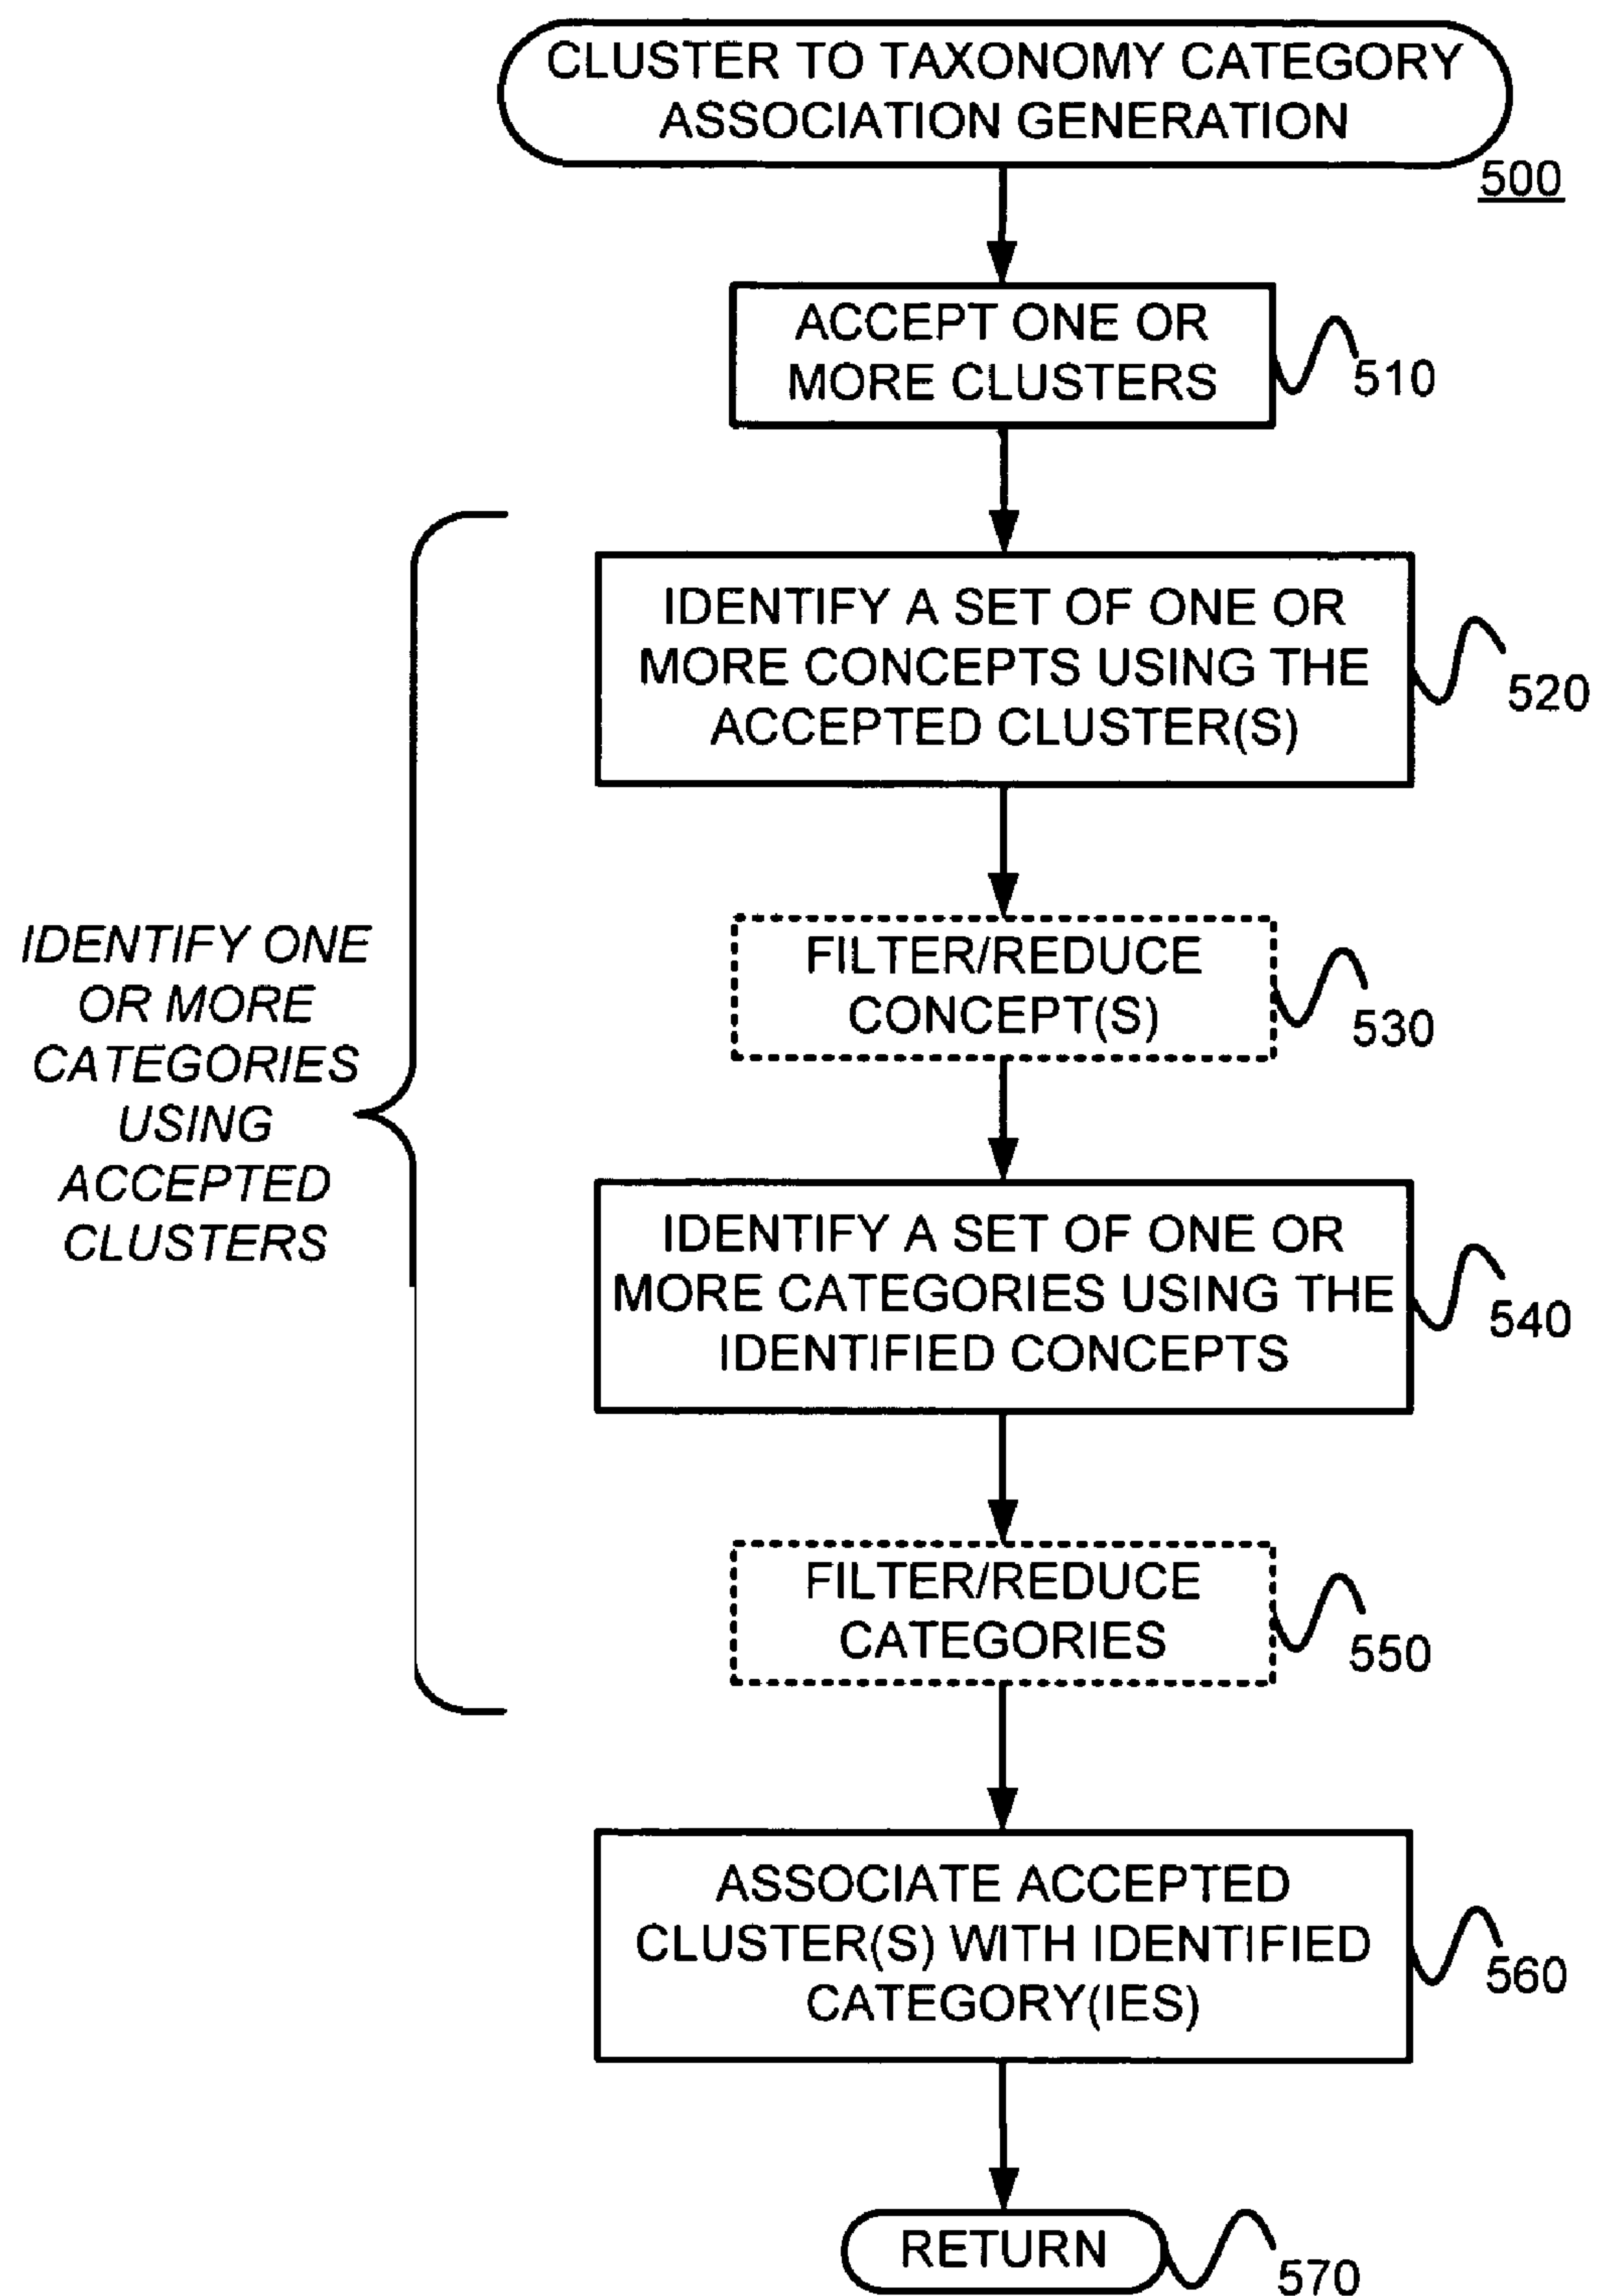 CLUSTER TO TAXONOMY CATEGORY
ASSOCIATION GENERATION
500
ACCEPT ONE OR
MORE CLUSTERS
510
IDENTIFY A SET OF ONE OR
MORE CONCEPTS USING THE
ACCEPTED CLUSTER(S)
520
FILTER/REDUCE
CONCEPT(S)
530
IDENTIFY ONE
OR MORE
CATEGORIES
USING
ACCEPTED
CLUSTERS
IDENTIFY A SET OF ONE OR
MORE CATEGORIES USING THE
IDENTIFIED CONCEPTS
540
FILTER/REDUCE
CATEGORIES
550
ASSOCIATE ACCEPTED
CLUSTER(S) WITH IDENTIFIED
CATEGORY(IES)
560
RETURN
570